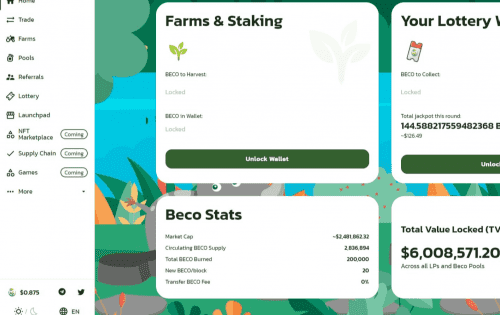 Home
Trade
Farms
Pools
Referrals
Lottery
Launchpad
NFT
Marketplace
Coming
Supply Chain
Coming
Games
Coming
More
$0.875
EN
Farms & Staking
BECO to Harvest:
Locked
BECO in Wallet:
Locked
Unlock Wallet
Your Lottery
BECO to Collect:
Locked
Total jackpot this round:
144.588217559482368 B
~$126.49
Unloc
Beco Stats
Market Cap
~$2,481,862.32
Circulating BECO Supply
2,836,894
Total BECO Burned
200,000
New BECO/block
20
Transfer BECO Fee
0%
Total Value Locked (TV
$6,008,571.20
Across all LPs and Beco Pools